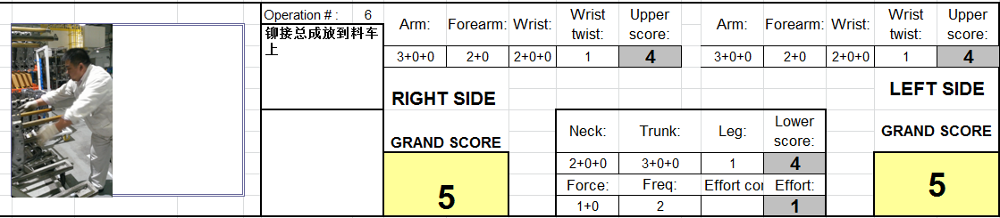 Operation # : 6
铆接总成放到料车
上
Arm: Forearm: Wrist: Wrist twist: Upper score:
3+0+0 2+0 2+0+0 1 4
RIGHT SIDE
GRAND SCORE
5
Neck: Trunk: Leg: Lower score:
2+0+0 3+0+0 1 4
Force: Freq: Effort cor Effort:
1+0 2 1
Arm: Forearm: Wrist: Wrist twist: Upper score:
3+0+0 2+0 2+0+0 1 4
LEFT SIDE
GRAND SCORE
5